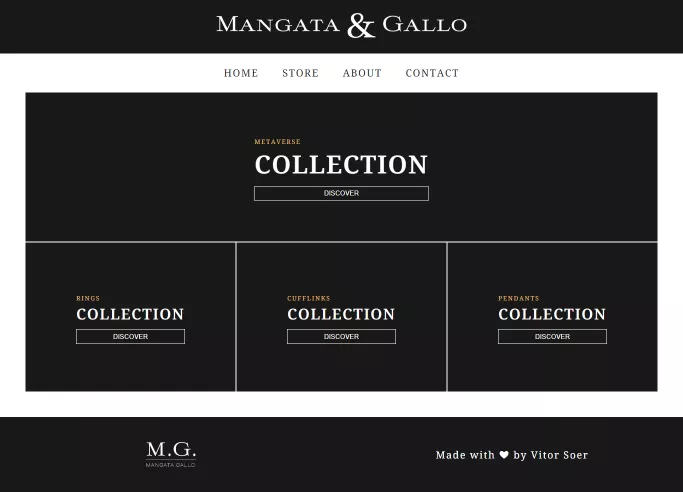 MANGATA & GALLO
HOME STORE ABOUT CONTACT
METAVERSE
COLLECTION
DISCOVER
RINGS
COLLECTION
DISCOVER
CUFFLINKS
COLLECTION
DISCOVER
PENDANTS
COLLECTION
DISCOVER
M.G.
MANGATA GALLO
Made with ♥ by Vitor Soer